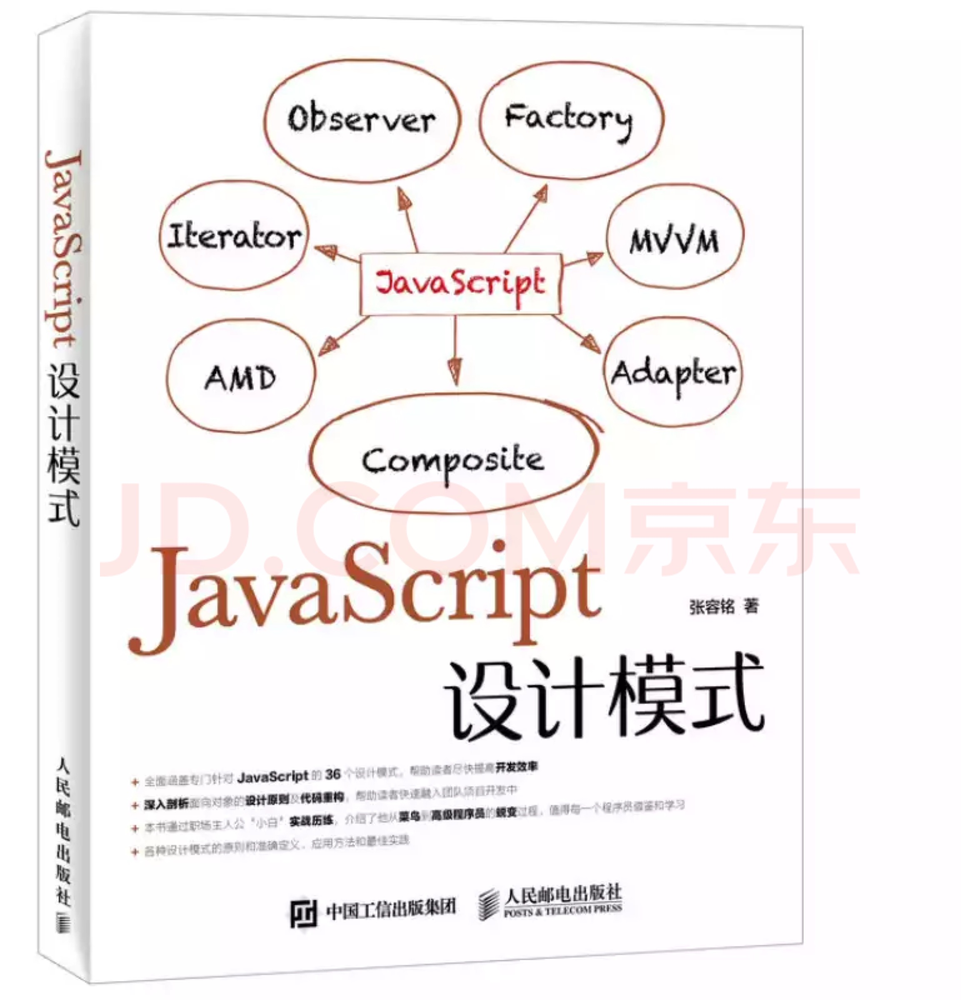 Observer
Factory
Iterator
MVVM
JavaScript
AMD
Adapter
Composite
JD.COM京东
JavaScript
张容铭 著
设计模式
+ 全面涵盖专门针对 JavaScript 的 36 个设计模式，帮助读者尽快提高开发效率
+ 深入剖析面向对象的设计原则及代码重构，帮助读者快速融入团队项目开发中
+ 本书通过职场主人公“小白”实战历练，介绍了他从菜鸟到高级程序员的蜕变过程，值得每一个程序员借鉴和学习
+ 各种设计模式的原则和准确定义、应用方法和最佳实践
中国工信出版集团
人民邮电出版社
POSTS & TELECOM PRESS
JavaScript 设计模式
人民邮电出版社